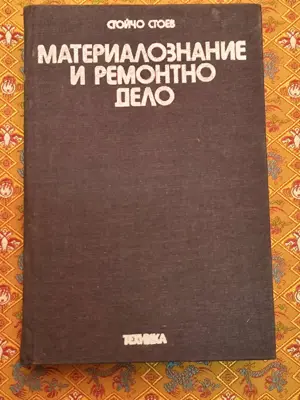 СТОЙЧО СТОЕВ
МАТЕРИАЛОЗНАНИЕ
И РЕМОНТНО
ДЕЛО
ТЕХНИКА